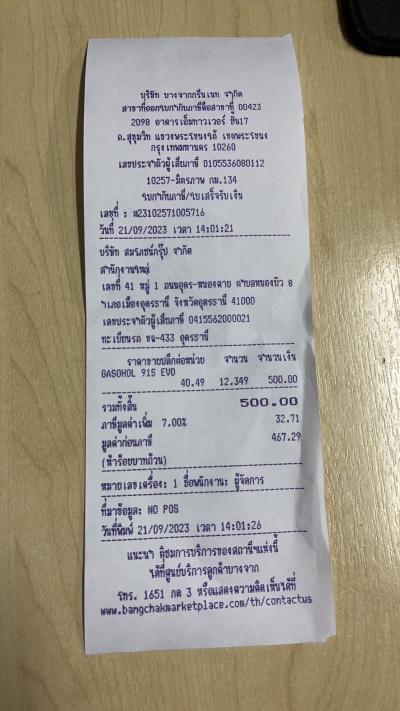 บริษัท บางจากกรีนเนท จำกัด
สาขาที่ออกใบกำกับภาษีคือสาขาที่ 00423
2098 อาคารเอ็มทาวเวอร์ ชั้น17
ถ.สุขุมวิท แขวงพระโขนงใต้ เขตพระโขนง
กรุงเทพมหานคร 10260
เลขประจำตัวผู้เสียภาษี 0105536080112
10257-มิตรภาพ กม.134
ใบกำกับภาษี/ใบเสร็จรับเงิน
เลขที่ : M23102571005716
วันที่ 21/09/2023 เวลา 14:01:21
บริษัท สมโภชน์กรุ๊ป จำกัด
สำนักงานใหญ่
เลขที่ 41 หมู่ 1 ถนนอุดร-หนองคาย ตำบลหนองบัว อ
ำเภอเมืองอุดรธานี จังหวัดอุดรธานี 41000
เลขประจำตัวผู้เสียภาษี 0415562000021
ทะเบียนรถ ขฉ-433 อุดรธานี
ราคาขายปลีกต่อหน่วย จำนวน จำนวนเงิน
GASOHOL 91S EVO
40.49 12.349 500.00
รวมทั้งสิ้น 500.00
ภาษีมูลค่าเพิ่ม 7.00% 32.71
มูลค่าก่อนภาษี 467.29
(ห้าร้อยบาทถ้วน)
หมายเลขเครื่อง: 1 ชื่อพนักงาน: ผู้จัดการ
ที่มาข้อมูล: NO POS
วันที่พิมพ์ 21/09/2023 เวลา 14:01:26
แนะนำ ติชมการบริการของสถานีฯแห่งนี้
ได้ที่ศูนย์บริการลูกค้าบางจาก
โทร. 1651 กด 3 หรือแสดงความคิดเห็นได้ที่
www.bangchakmarketplace.com/th/contactus